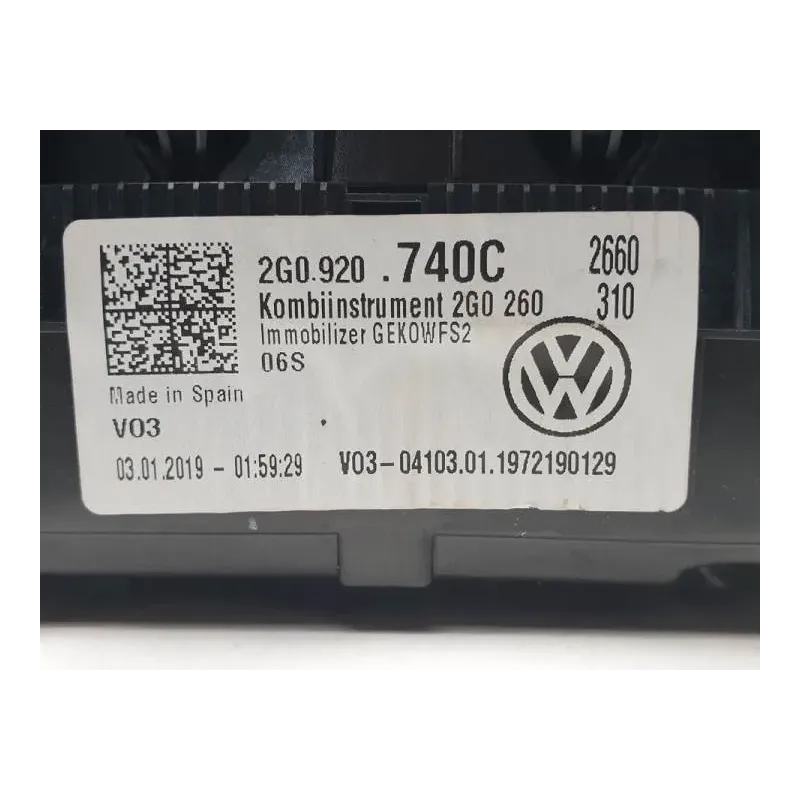 2G0.920 .740C 2660
Kombiinstrument 2G0 260 310
Immobilizer GEKOWFS2
06S
Made in Spain
V03
03.01.2019 - 01:59:29 V03-04103.01.1972190129
VW